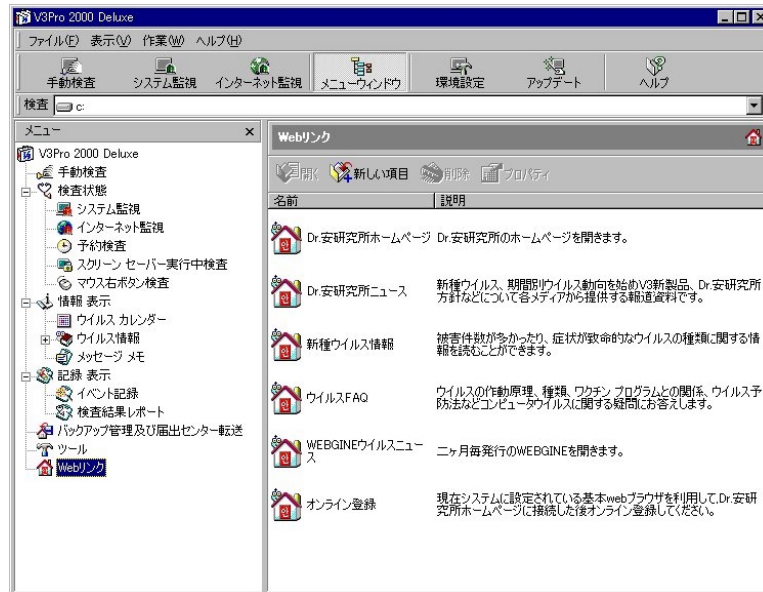 V3Pro 2000 Deluxe
ファイル(F) 表示(V) 作業(W) ヘルプ(H)
手動検査 システム監視 インターネット監視 メニューウィンドウ 環境設定 アップデート ヘルプ
検査 c:
メニュー
V3Pro 2000 Deluxe
手動検査
検査状態
システム監視
インターネット監視
予約検査
スクリーン セーバー実行中検査
マウス右ボタン検査
情報 表示
ウイルス カレンダー
ウイルス情報
メッセージ メモ
記録 表示
イベント記録
検査結果レポート
バックアップ管理及び届出センター転送
ツール
Webリンク
Webリンク
開く 新しい項目 削除 プロパティ
名前 説明
Dr.安研究所ホームページ Dr.安研究所のホームページを開きます。
Dr.安研究所ニュース 新種ウイルス、期間別ウイルス動向を始めV3新製品、Dr.安研究所
方針などについて各メディアから提供する報道資料です。
新種ウイルス情報 被害件数が多かったり、症状が致命的なウイルスの種類に関する情
報を読むことができます。
ウイルスFAQ ウイルスの作動原理、種類、ワクチン プログラムとの関係、ウイルス予
防法などコンピュータウイルスに関する疑問にお答えします。
WEBGINEウイルスニュー
ス 二ヶ月毎発行のWEBGINEを開きます。
オンライン登録 現在システムに設定されている基本webブラウザを利用して,Dr.安研
究所ホームページに接続した後オンライン登録してください。